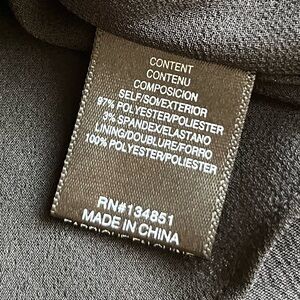 CONTENT
CONTENU
COMPOSICION
SELF/SOI/EXTERIOR
97% POLYESTER/POLIESTER
3% SPANDEX/ELASTANO
LINING/DOUBLURE/FORRO
100% POLYESTER/POLIESTER
RN#134851
MADE IN CHINA